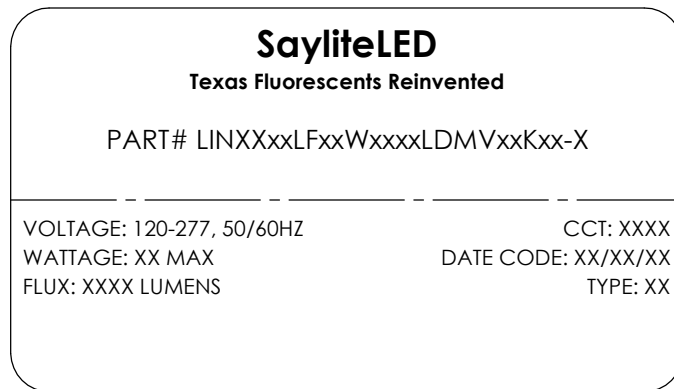 SayliteLED
Texas Fluorescents Reinvented
PART# LINXXxxLFxxWxxxxLDMVxxKxx-X
VOLTAGE: 120-277, 50/60HZ
CCT: XXXX
WATTAGE: XX MAX
DATE CODE: XX/XX/XX
FLUX: XXXX LUMENS
TYPE: XX